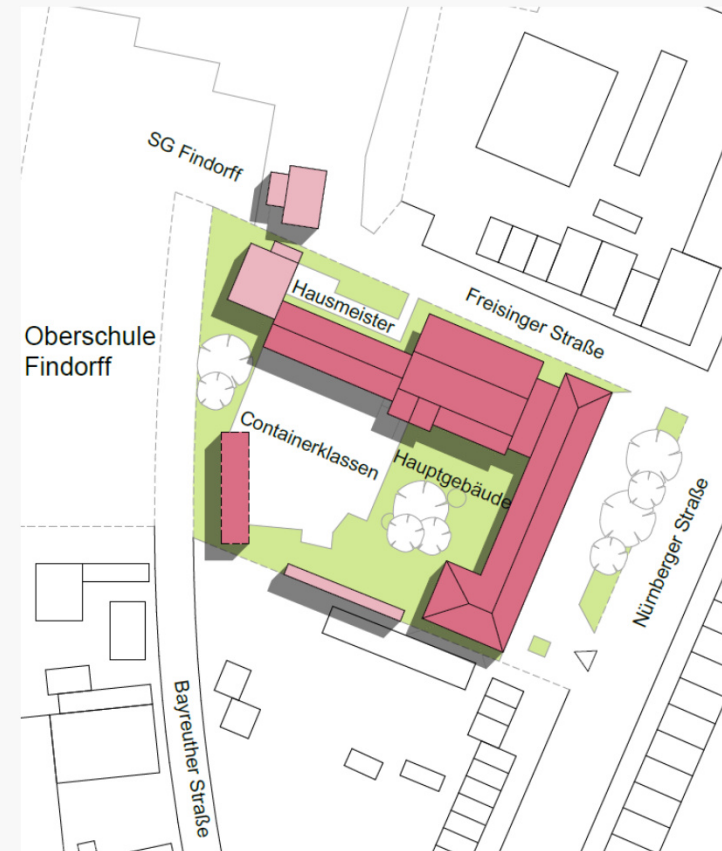 SG Findorff
Freisinger Straße
Hausmeister
Oberschule
Findorff
Containerklassen
Hauptgebäude
Nürnberger Straße
Bayreuther Straße